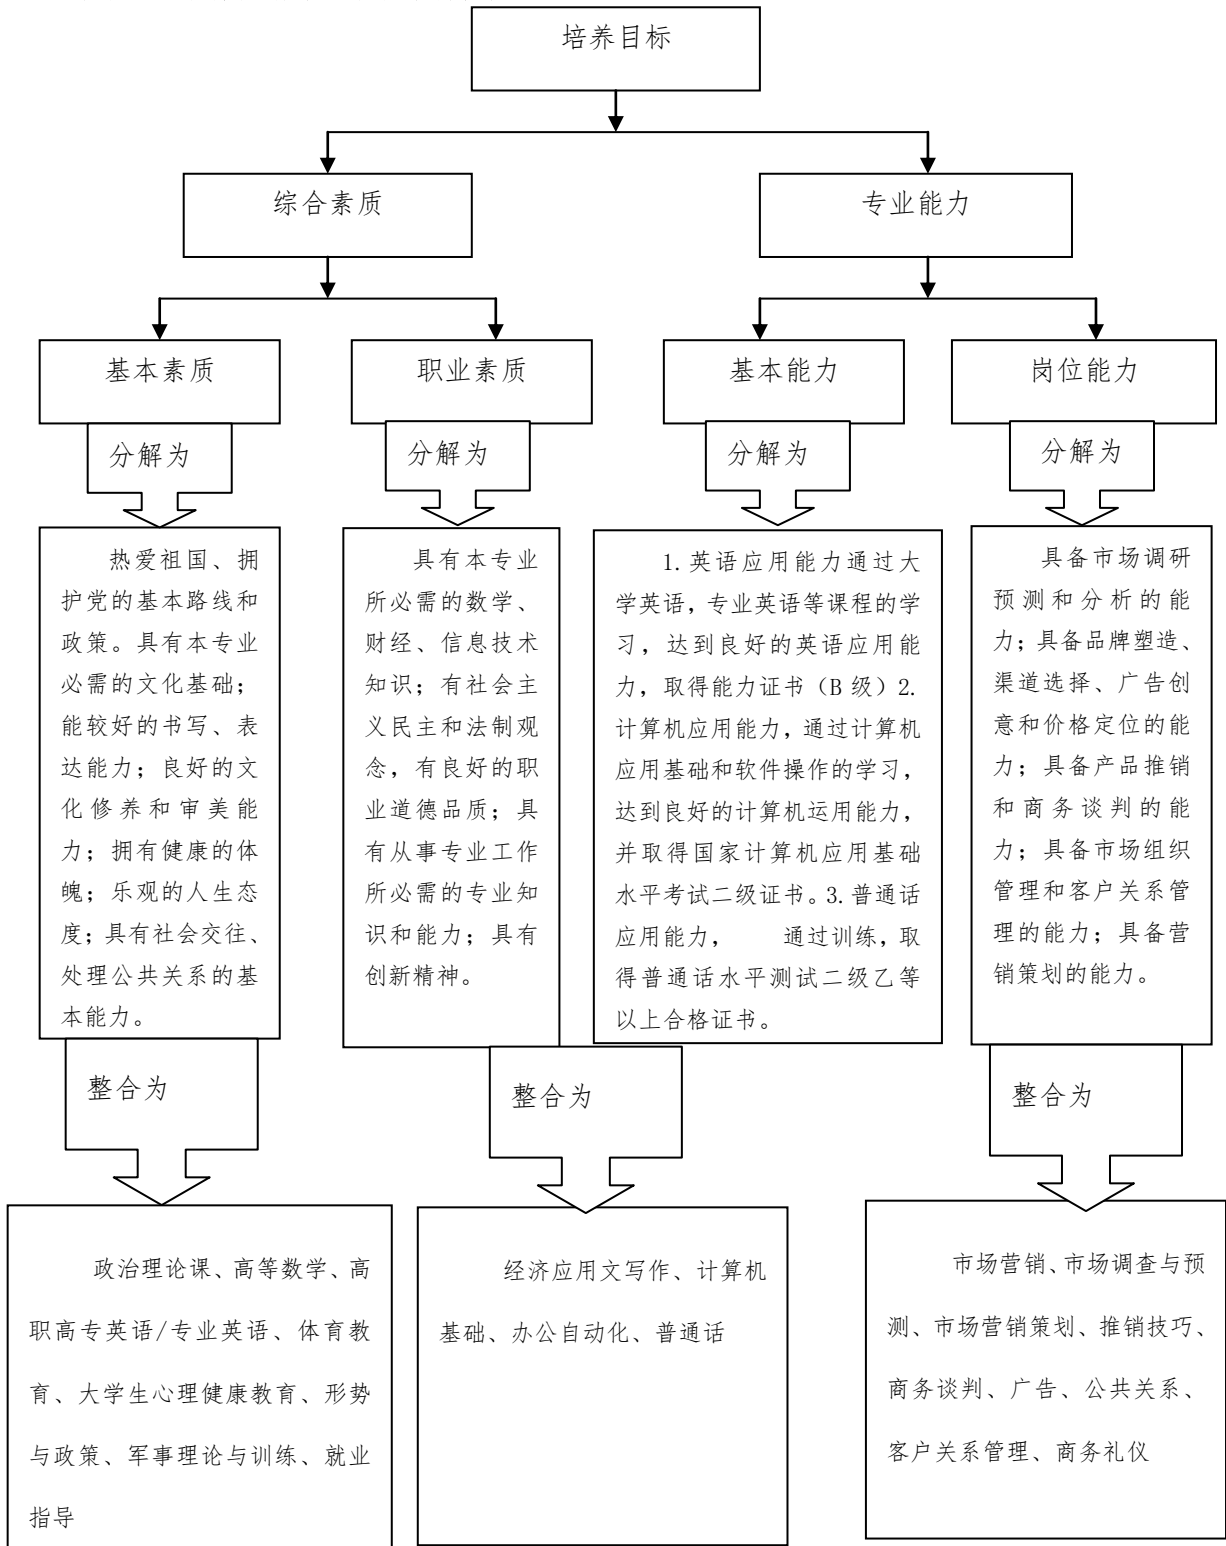 培养目标
综合素质
专业能力
基本素质
职业素质
基本能力
岗位能力
分解为
分解为
分解为
分解为
热爱祖国、拥
护党的基本路线和
政策。具有本专业
必需的文化基础；
能较好的书写、表
达能力；良好的文
化修养和审美能
力；拥有健康的体
魄；乐观的人生态
度；具有社会交往、
处理公共关系的基
本能力。
具有本专业
所必需的数学、
财经、信息技术
知识；有社会主
义民主和法制观
念，有良好的职
业道德品质；具
有从事专业工作
所必需的专业知
识和能力；具有
创新精神。
1.英语应用能力通过大
学英语，专业英语等课程的学
习，达到良好的英语应用能
力，取得能力证书（B 级）2.
计算机应用能力，通过计算机
应用基础和软件操作的学习，
达到良好的计算机运用能力，
并取得国家计算机应用基础
水平考试二级证书。3.普通话
应用能力， 通过训练，取
得普通话水平测试二级乙等
以上合格证书。
具备市场调研
预测和分析的能
力；具备品牌塑造、
渠道选择、广告创
意和价格定位的能
力；具备产品推销
和商务谈判的能
力；具备市场组织
管理和客户关系管
理的能力；具备营
销策划的能力。
整合为
整合为
整合为
政治理论课、高等数学、高
职高专英语/专业英语、体育教
育、大学生心理健康教育、形势
与政策、军事理论与训练、就业
指导
经济应用文写作、计算机
基础、办公自动化、普通话
市场营销、市场调查与预
测、市场营销策划、推销技巧、
商务谈判、广告、公共关系、
客户关系管理、商务礼仪